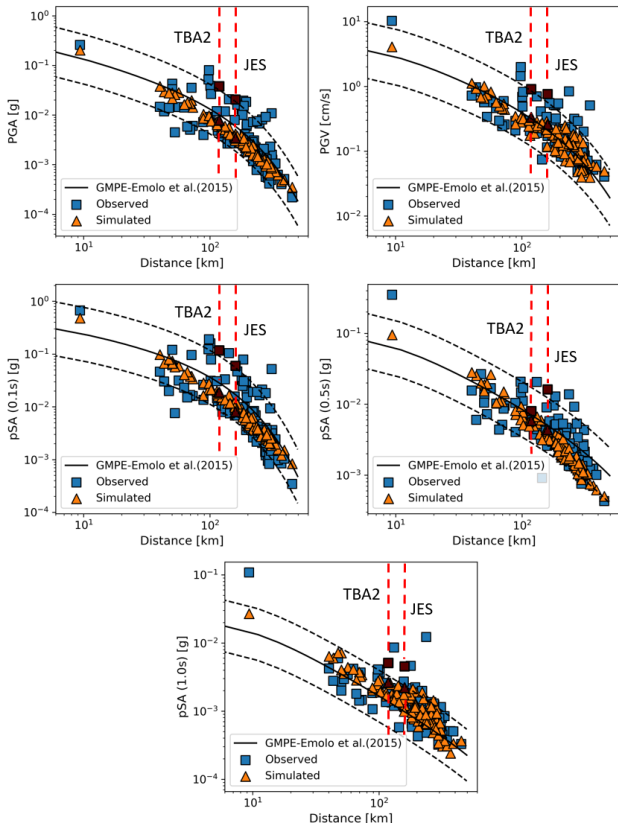 TBA2
JES
PGA [g]
10⁰
10⁻¹
10⁻²
10⁻³
10⁻⁴
GMPE-Emolo et al.(2015)
Observed
Simulated
10¹
10²
Distance [km]
TBA2
JES
PGV [cm/s]
10¹
10⁰
10⁻¹
10⁻²
GMPE-Emolo et al.(2015)
Observed
Simulated
10¹
10²
Distance [km]
TBA2
JES
pSA (0.1s) [g]
10⁰
10⁻¹
10⁻²
10⁻³
10⁻⁴
GMPE-Emolo et al.(2015)
Observed
Simulated
10¹
10²
Distance [km]
TBA2
JES
pSA (0.5s) [g]
10⁻¹
10⁻²
10⁻³
GMPE-Emolo et al.(2015)
Observed
Simulated
10¹
10²
Distance [km]
TBA2
JES
pSA (1.0s) [g]
10⁻¹
10⁻²
10⁻³
10⁻⁴
GMPE-Emolo et al.(2015)
Observed
Simulated
10¹
10²
Distance [km]